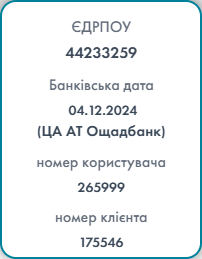 ЄДРПОУ
44233259
Банківська дата
04.12.2024
(ЦА АТ Ощадбанк)
номер користувача
265999
номер клієнта
175546